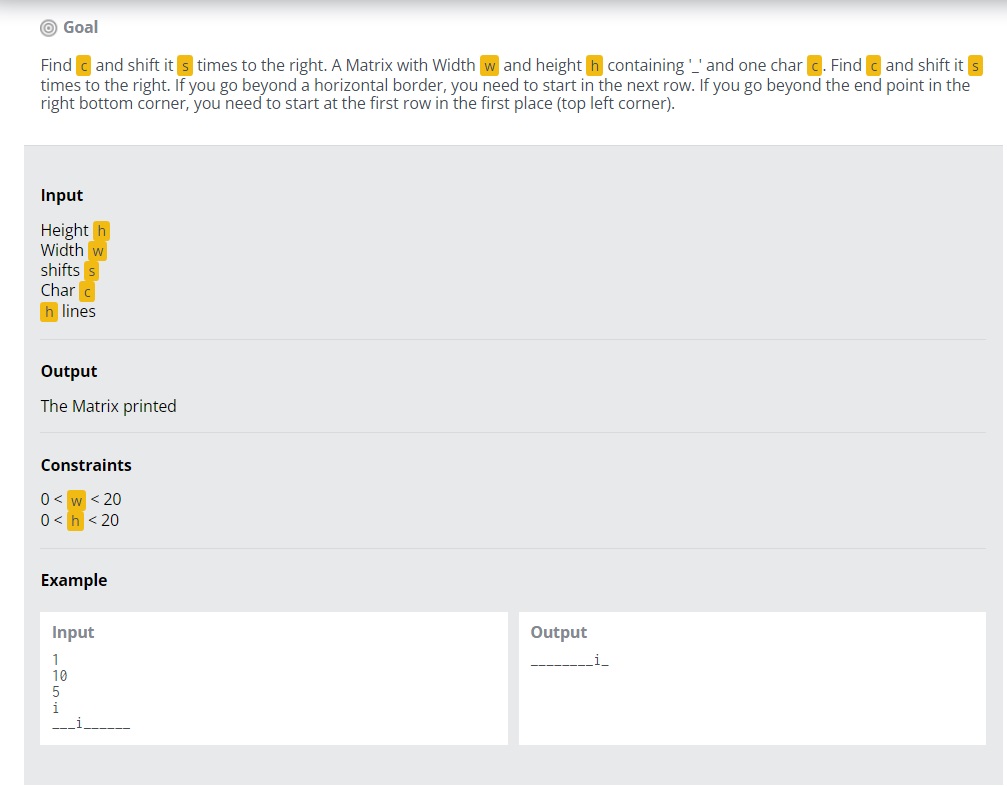 Goal
Find c and shift it s times to the right. A Matrix with Width w and height h containing '_' and one char c. Find c and shift it s
times to the right. If you go beyond a horizontal border, you need to start in the next row. If you go beyond the end point in the
right bottom corner, you need to start at the first row in the first place (top left corner).
Input
Height h
Width w
shifts s
Char c
h lines
Output
The Matrix printed
Constraints
0 < w < 20
0 < h < 20
Example
Input
1
10
5
i
___i______
Output
________i_